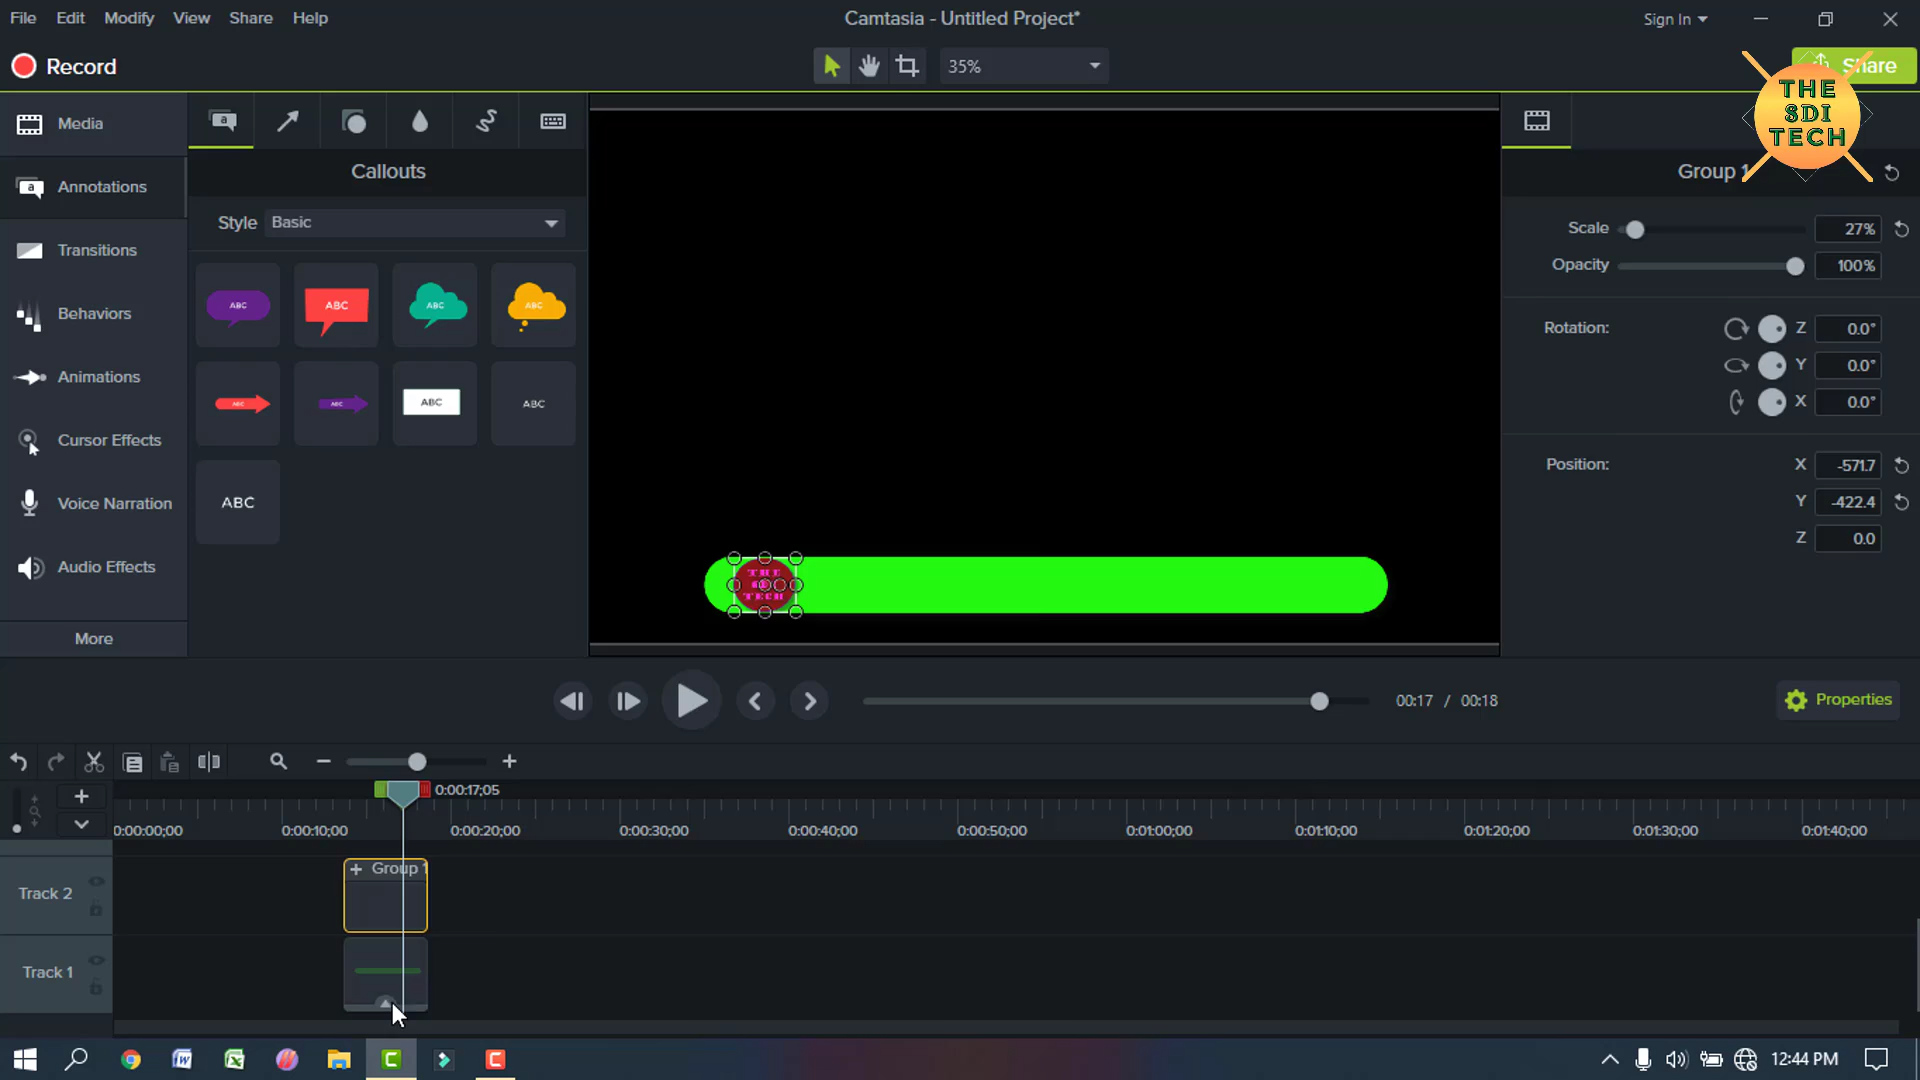 File Edit Modify View Share Help
Camtasia - Untitled Project*
Sign In
Record
35%
Share
THE
SDI
TECH
Media
Annotations
Transitions
Behaviors
Animations
Cursor Effects
Voice Narration
Audio Effects
More
a
Callouts
Style Basic
ABC ABC ABC ABC
ABC ABC ABC ABC
ABC
THE
TECH
Group 1
Scale 27%
Opacity 100%
Rotation: Z 0.0°
Y 0.0°
X 0.0°
Position: X -571.7
Y -422.4
Z 0.0
00:17 / 00:18
Properties
0:00:17;05
0:00:00;00 0:00:10;00 0:00:20;00 0:00:30;00 0:00:40;00 0:00:50;00 0:01:00;00 0:01:10;00 0:01:20;00 0:01:30;00 0:01:40;00
Track 2
Group 1
Track 1
12:44 PM